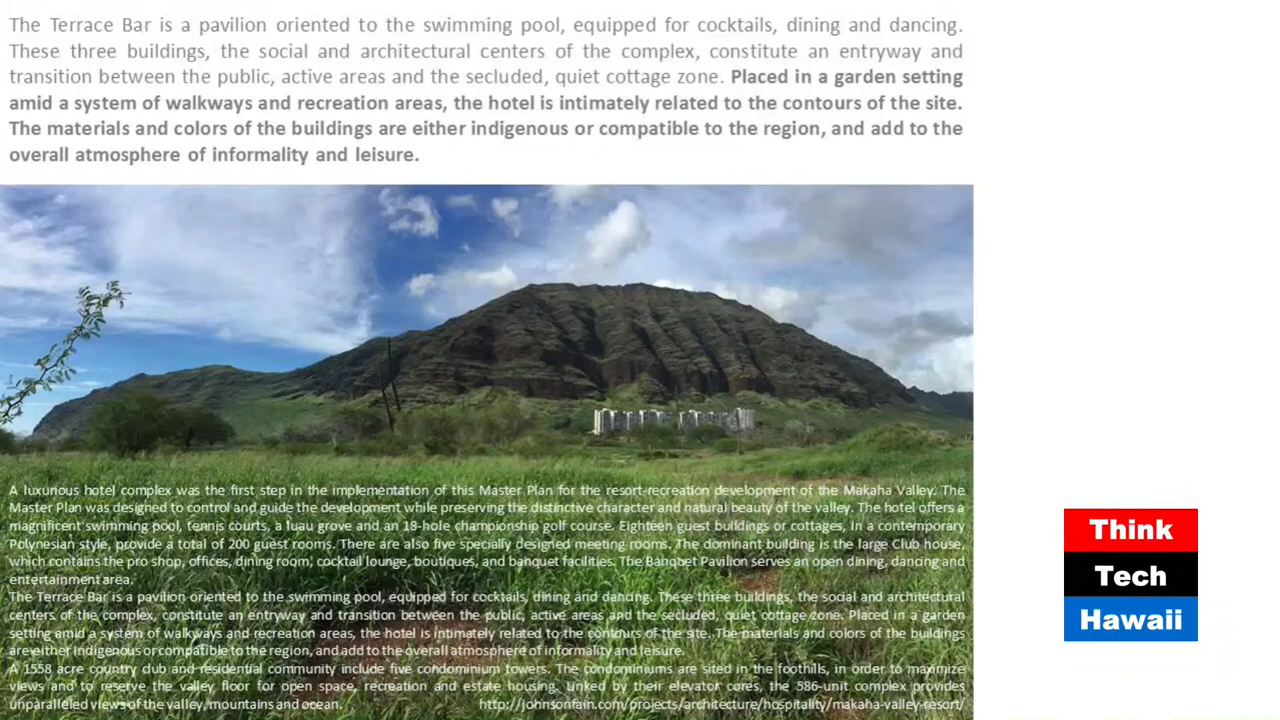 The Terrace Bar is a pavilion oriented to the swimming pool, equipped for cocktails, dining and dancing.
These three buildings, the social and architectural centers of the complex, constitute an entryway and
transition between the public, active areas and the secluded, quiet cottage zone. Placed in a garden setting
amid a system of walkways and recreation areas, the hotel is intimately related to the contours of the site.
The materials and colors of the buildings are either indigenous or compatible to the region, and add to the
overall atmosphere of informality and leisure.
A luxurious hotel complex was the first step in the implementation of this Master Plan for the resort-recreation development of the Makaha Valley. The
Master Plan was designed to control and guide the development while preserving the distinctive character and natural beauty of the valley. The hotel offers a
magnificent swimming pool, tennis courts, a luau grove and an 18-hole championship golf course. Eighteen guest buildings or cottages, in a contemporary
Polynesian style, provide a total of 200 guest rooms. There are also five specially designed meeting rooms. The dominant building is the large Club house,
which contains the pro shop, offices, dining room, cocktail lounge, boutiques, and banquet facilities. The Banquet Pavilion serves an open dining, dancing and
entertainment area.
The Terrace Bar is a pavilion oriented to the swimming pool, equipped for cocktails, dining and dancing. These three buildings, the social and architectural
centers of the complex, constitute an entryway and transition between the public, active areas and the secluded, quiet cottage zone. Placed in a garden
setting amid a system of walkways and recreation areas, the hotel is intimately related to the contours of the site. The materials and colors of the buildings
are either indigenous or compatible to the region, and add to the overall atmosphere of informality and leisure.
A 1558 acre country club and residential community include five condominium towers. The condominiums are sited in the foothills, in order to maximize
views and to reserve the valley floor for open space, recreation and estate housing. Linked by their elevator cores, the 586-unit complex provides
unparalleled views of the valley, mountains and ocean. http://johnsonfain.com/projects/architecture/hospitality/makaha-valley-resort/
Think
Tech
Hawaii